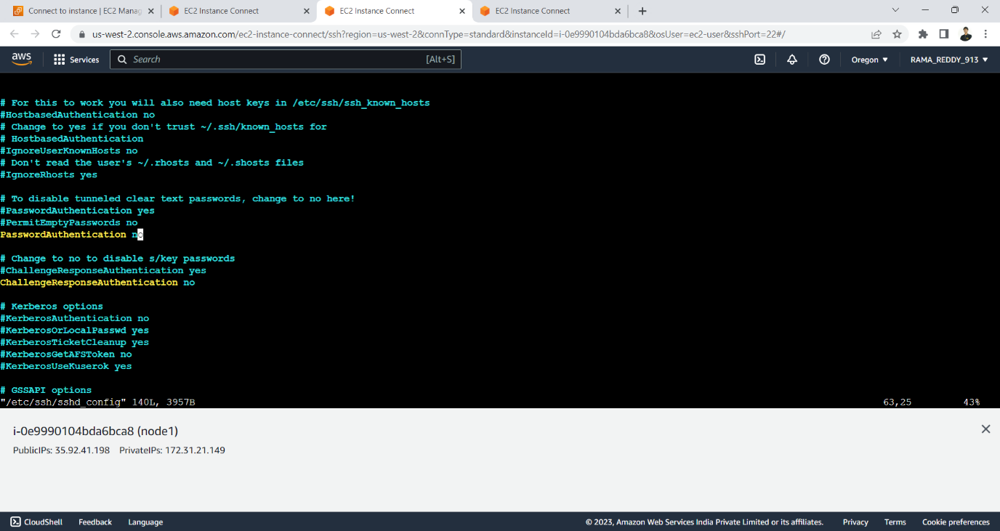 Connect to instance | EC2 Manag
EC2 Instance Connect
EC2 Instance Connect
EC2 Instance Connect
us-west-2.console.aws.amazon.com/ec2-instance-connect/ssh?region=us-west-2&connType=standard&instanceId=i-0e9990104bda6bca8&osUser=ec2-user&sshPort=22#/
aws
Services
Search
[Alt+S]
Oregon
RAMA_REDDY_913
# For this to work you will also need host keys in /etc/ssh/ssh_known_hosts
#HostbasedAuthentication no
# Change to yes if you don't trust ~/.ssh/known_hosts for
# HostbasedAuthentication
#IgnoreUserKnownHosts no
# Don't read the user's ~/.rhosts and ~/.shosts files
#IgnoreRhosts yes
# To disable tunneled clear text passwords, change to no here!
#PasswordAuthentication yes
#PermitEmptyPasswords no
PasswordAuthentication no
# Change to no to disable s/key passwords
#ChallengeResponseAuthentication yes
ChallengeResponseAuthentication no
# Kerberos options
#KerberosAuthentication no
#KerberosOrLocalPasswd yes
#KerberosTicketCleanup yes
#KerberosGetAFSToken no
#KerberosUseKuserok yes
# GSSAPI options
"/etc/ssh/sshd_config" 140L, 3957B 63,25 43%
i-0e9990104bda6bca8 (node1)
PublicIPs: 35.92.41.198 PrivateIPs: 172.31.21.149
CloudShell Feedback Language © 2023, Amazon Web Services India Private Limited or its affiliates. Privacy Terms Cookie preferences